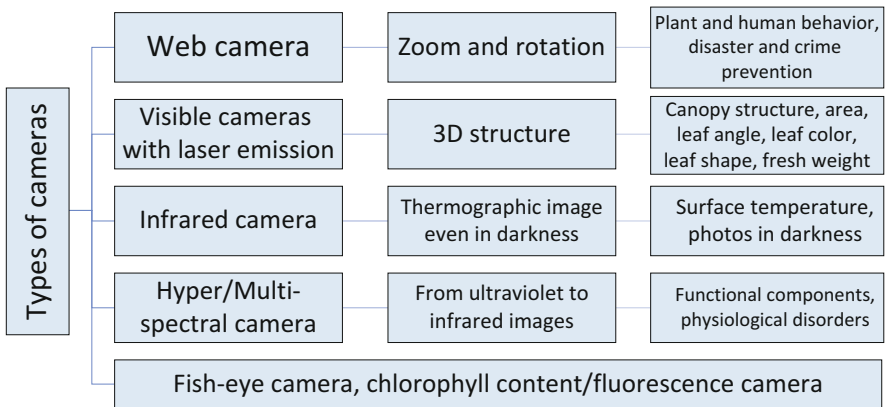 Types of cameras
Web camera
Zoom and rotation
Plant and human behavior,
disaster and crime
prevention
Visible cameras
with laser emission
3D structure
Canopy structure, area,
leaf angle, leaf color,
leaf shape, fresh weight
Infrared camera
Thermographic image
even in darkness
Surface temperature,
photos in darkness
Hyper/Multi-
spectral camera
From ultraviolet to
infrared images
Functional components,
physiological disorders
Fish-eye camera, chlorophyll content/fluorescence camera